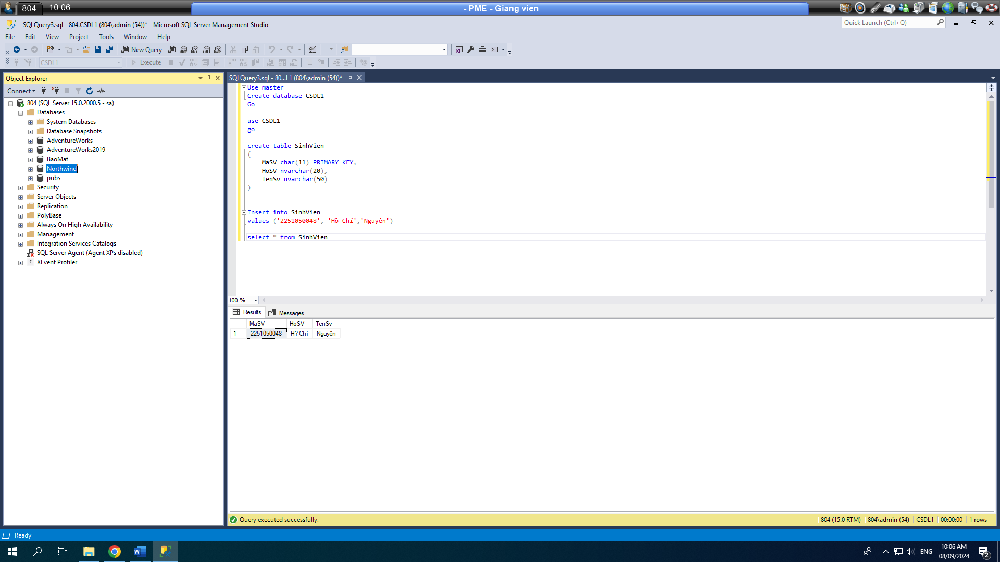 804 10:06 - PME - Giang vien
SQLQuery3.sql - 804.CSDL1 (804\admin (54))* - Microsoft SQL Server Management Studio
Quick Launch (Ctrl+Q)
File Edit View Project Tools Window Help
New Query
MDX DMX XMLA DAX
CSDL1 Execute
Object Explorer
Connect
804 (SQL Server 15.0.2000.5 - sa)
Databases
System Databases
Database Snapshots
AdventureWorks
AdventureWorks2019
BaoMat
Northwind
pubs
Security
Server Objects
Replication
PolyBase
Always On High Availability
Management
Integration Services Catalogs
SQL Server Agent (Agent XPs disabled)
XEvent Profiler
SQLQuery3.sql - 80...L1 (804\admin (54))*
Use master
Create database CSDL1
Go
use CSDL1
go
create table SinhVien
(
MaSV char(11) PRIMARY KEY,
HoSV nvarchar(20),
TenSv nvarchar(50)
)
Insert into SinhVien
values ('2251050048', 'Hồ Chí','Nguyên')
select * from SinhVien
100 %
Results Messages
MaSV HoSV TenSv
1 2251050048 H? Chí Nguyên
Query executed successfully.
804 (15.0 RTM) 804\admin (54) CSDL1 00:00:00 1 rows
Ready
ENG
10:06 AM
08/09/2024
2